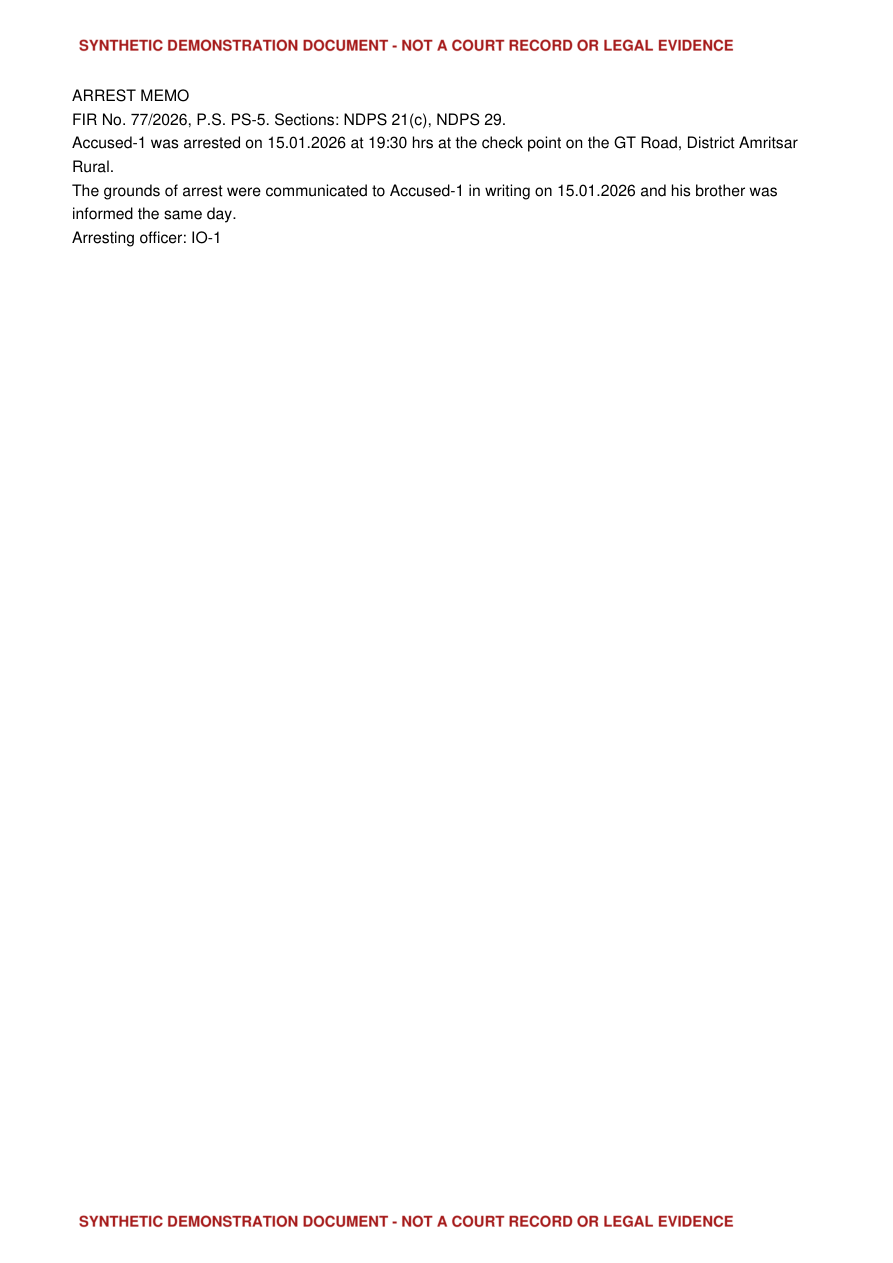 SYNTHETIC DEMONSTRATION DOCUMENT - NOT A COURT RECORD OR LEGAL EVIDENCE
ARREST MEMO
FIR No. 77/2026, P.S. PS-5. Sections: NDPS 21(c), NDPS 29.
Accused-1 was arrested on 15.01.2026 at 19:30 hrs at the check point on the GT Road, District Amritsar
Rural.
The grounds of arrest were communicated to Accused-1 in writing on 15.01.2026 and his brother was
informed the same day.
Arresting officer: IO-1
SYNTHETIC DEMONSTRATION DOCUMENT - NOT A COURT RECORD OR LEGAL EVIDENCE